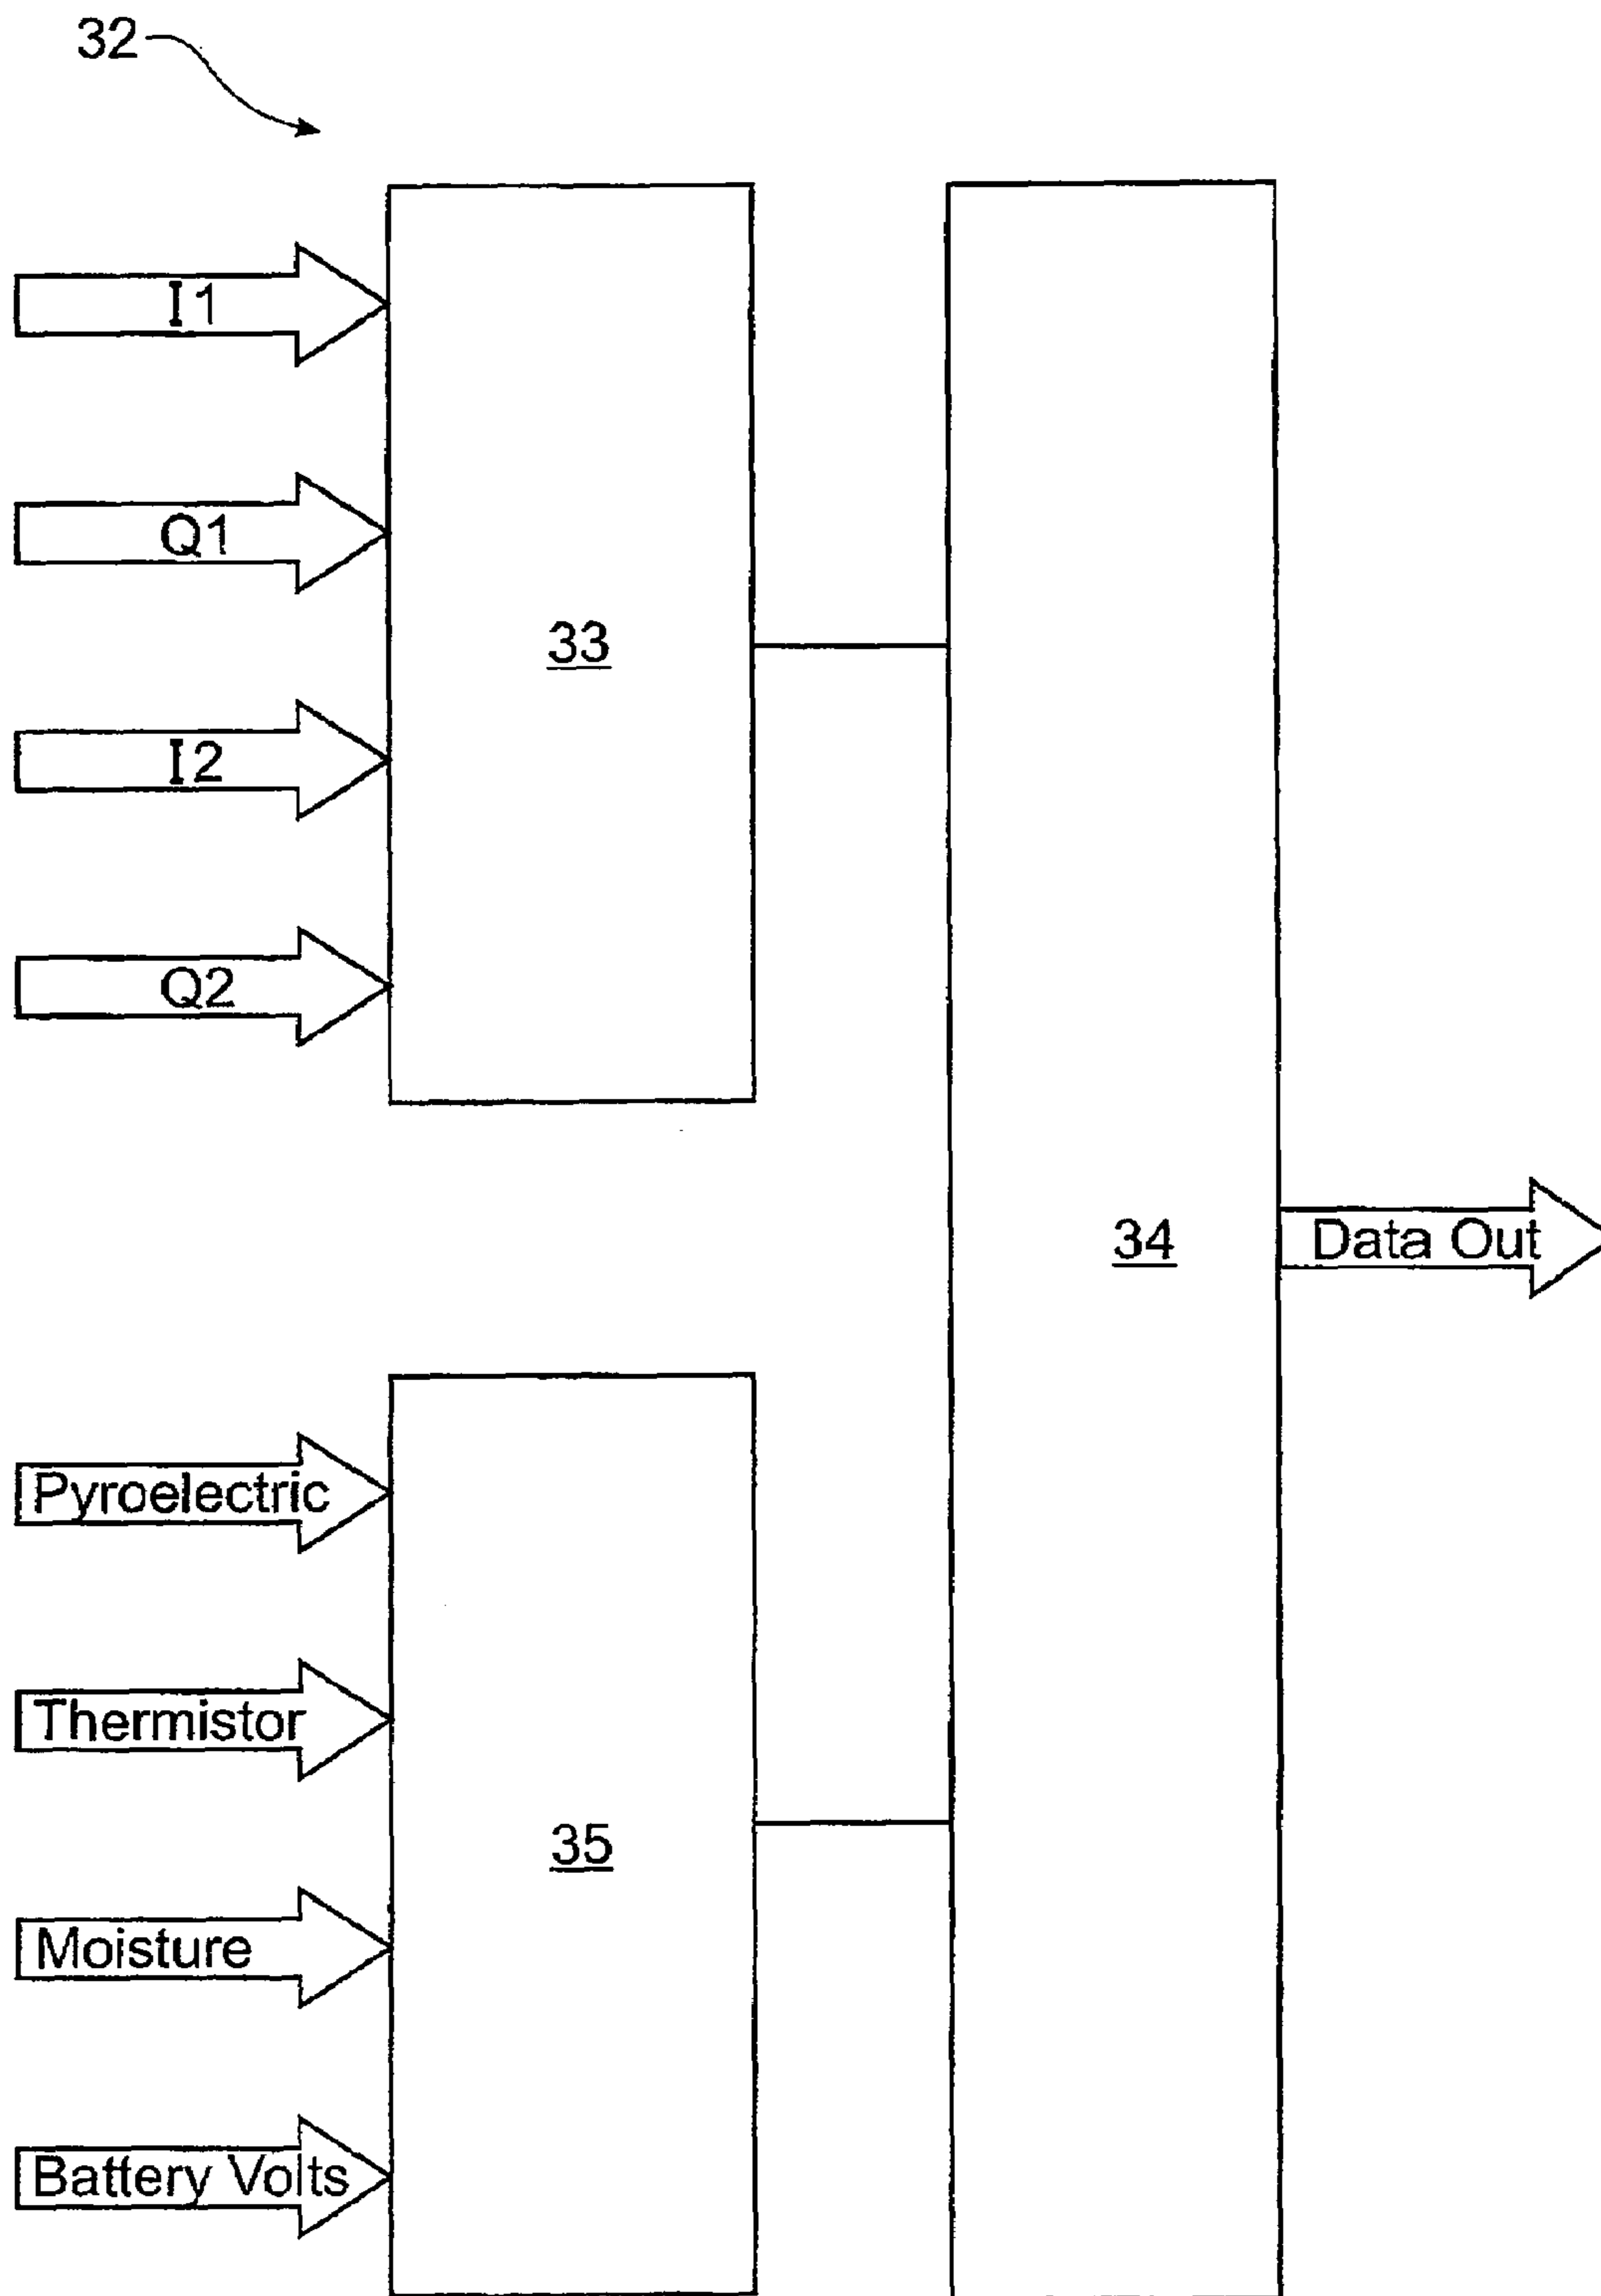 32
I1
Q1
33
I2
Q2
34
Data Out
Pyroelectric
Thermistor
35
Moisture
Battery Volts